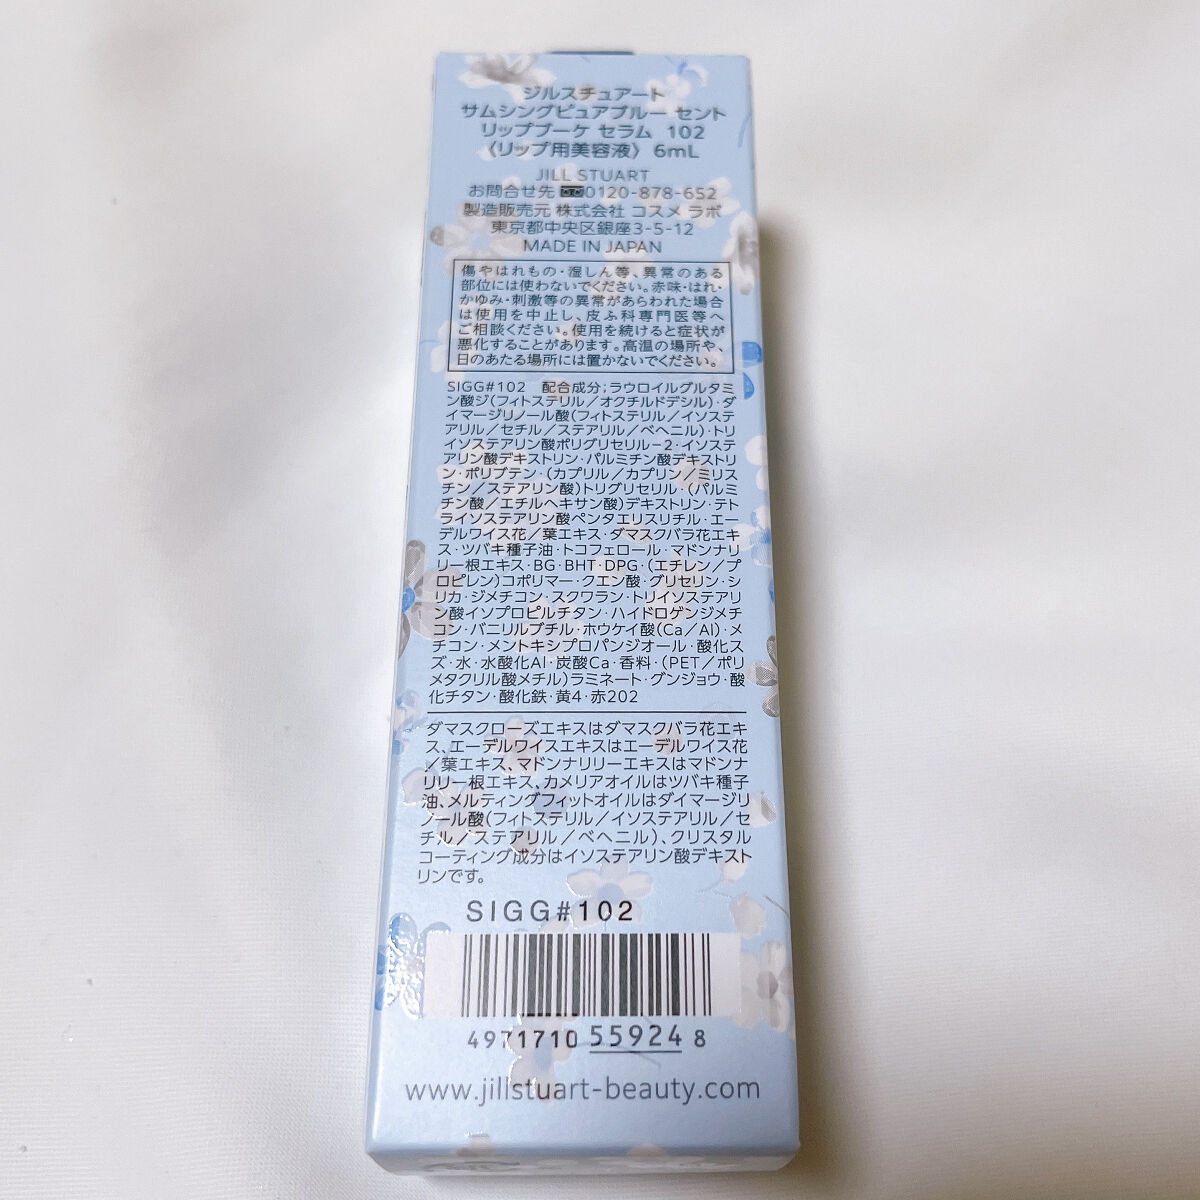 ジルスチュアート
サムシングピュアブルー セント
リップブーケ セラム 102
〈リップ用美容液〉 6mL
JILL STUART
お問合せ先 0120-878-652
製造販売元 株式会社 コスメ ラボ
東京都中央区銀座3-5-12
MADE IN JAPAN
傷やはれもの・湿しん等、異常のある
部位には使わないでください。赤味・はれ・
かゆみ・刺激等の異常があらわれた場合
は使用を中止し、皮ふ科専門医等へ
ご相談ください。使用を続けると症状が
悪化することがあります。高温の場所や、
日のあたる場所には置かないでください。
SIGG#102 配合成分;ラウロイルグルタミ
ン酸ジ(フィトステリル/オクチルドデシル)・ダ
イマージリノール酸(フィトステリル/イソステ
アリル/セチル/ステアリル/ベヘニル)・トリ
イソステアリン酸ポリグリセリル-2・イソステ
アリン酸デキストリン・パルミチン酸デキストリ
ン・ポリブテン・(カプリル/カプリン/ミリス
チン/ステアリン酸)トリグリセリル・(パルミ
チン酸/エチルヘキサン酸)デキストリン・テト
ライソステアリン酸ペンタエリスリチル・エー
デルワイス花/葉エキス・ダマスクバラ花エキ
ス・ツバキ種子油・トコフェロール・マドンナリ
リー根エキス・BG・BHT・DPG・(エチレン/プ
ロピレン)コポリマー・クエン酸・グリセリン・シ
リカ・ジメチコン・スクワラン・トリイソステアリ
ン酸イソプロピルチタン・ハイドロゲンジメチ
コン・バニリルブチル・ホウケイ酸(Ca/Al)・メ
チコン・メントキシプロパンジオール・酸化ス
ズ・水・水酸化Al・炭酸Ca・香料・(PET/ポリ
メタクリル酸メチル)ラミネート・グンジョウ・酸
化チタン・酸化鉄・黄4・赤202
ダマスクローズエキスはダマスクバラ花エキ
ス、エーデルワイスエキスはエーデルワイス花
/葉エキス、マドンナリリーエキスはマドンナ
リリー根エキス、カメリアオイルはツバキ種子
油、メルティングフィットオイルはダイマージリ
ノール酸(フィトステリル/イソステアリル/セ
チル/ステアリル/ベヘニル)、クリスタル
コーティング成分はイソステアリン酸デキスト
リンです。
SIGG#102
4971710 55924 8
www.jillstuart-beauty.com